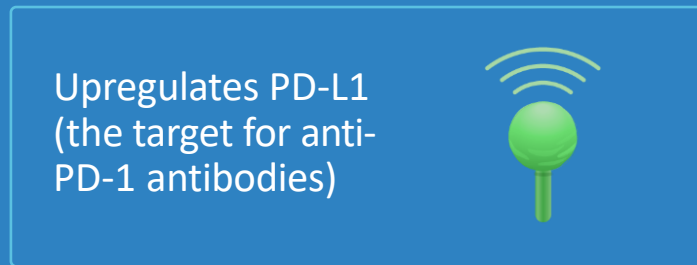 Upregulates PD-L1
(the target for anti-
PD-1 antibodies)